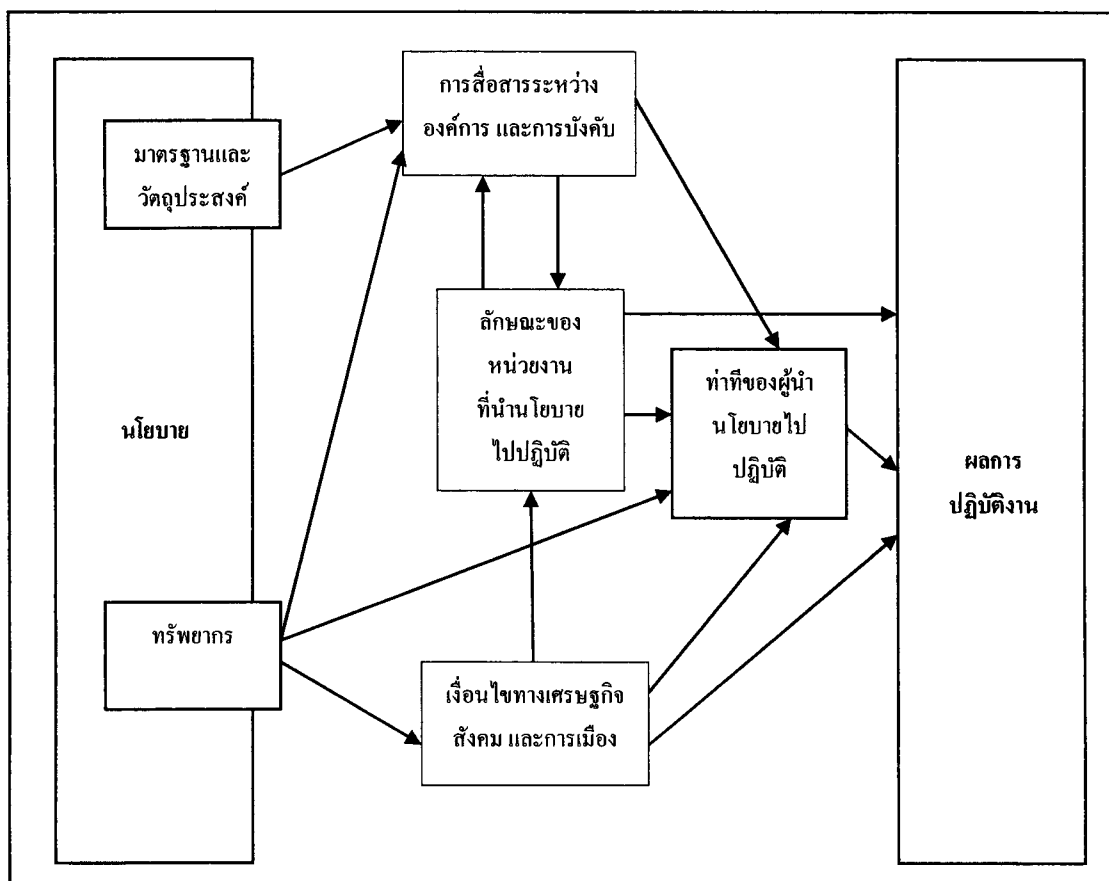 การสื่อสารระหว่าง
องค์การ และการบังคับ
มาตรฐานและ
วัตถุประสงค์
ลักษณะของ
หน่วยงาน
ที่นำนโยบาย
ไปปฏิบัติ
ท่าทีของผู้นำ
นโยบายไป
ปฏิบัติ
นโยบาย
ผลการ
ปฏิบัติงาน
ทรัพยากร
เงื่อนไขทางเศรษฐกิจ
สังคม และการเมือง